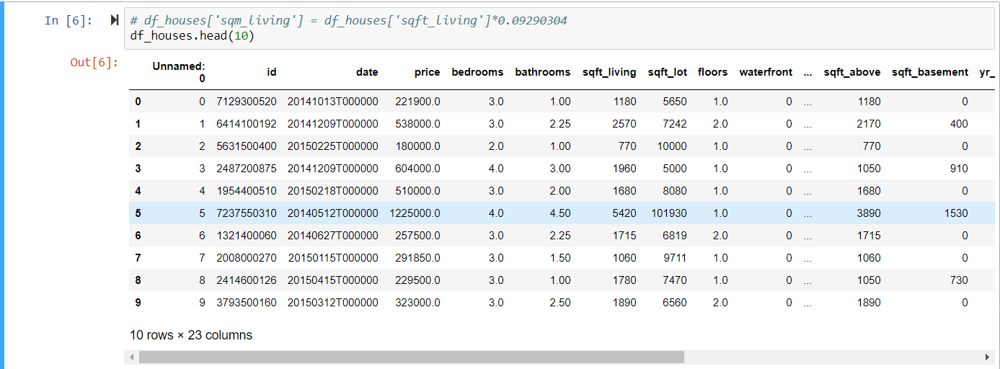 In [6]: # df_houses['sqm_living'] = df_houses['sqft_living']*0.09290304
df_houses.head(10)
Out[6]:
Unnamed: 0 id date price bedrooms bathrooms sqft_living sqft_lot floors waterfront ... sqft_above sqft_basement yr_
0 0 7129300520 20141013T000000 221900.0 3.0 1.00 1180 5650 1.0 0 ... 1180 0
1 1 6414100192 20141209T000000 538000.0 3.0 2.25 2570 7242 2.0 0 ... 2170 400
2 2 5631500400 20150225T000000 180000.0 2.0 1.00 770 10000 1.0 0 ... 770 0
3 3 2487200875 20141209T000000 604000.0 4.0 3.00 1960 5000 1.0 0 ... 1050 910
4 4 1954400510 20150218T000000 510000.0 3.0 2.00 1680 8080 1.0 0 ... 1680 0
5 5 7237550310 20140512T000000 1225000.0 4.0 4.50 5420 101930 1.0 0 ... 3890 1530
6 6 1321400060 20140627T000000 257500.0 3.0 2.25 1715 6819 2.0 0 ... 1715 0
7 7 2008000270 20150115T000000 291850.0 3.0 1.50 1060 9711 1.0 0 ... 1060 0
8 8 2414600126 20150415T000000 229500.0 3.0 1.00 1780 7470 1.0 0 ... 1050 730
9 9 3793500160 20150312T000000 323000.0 3.0 2.50 1890 6560 2.0 0 ... 1890 0
10 rows × 23 columns